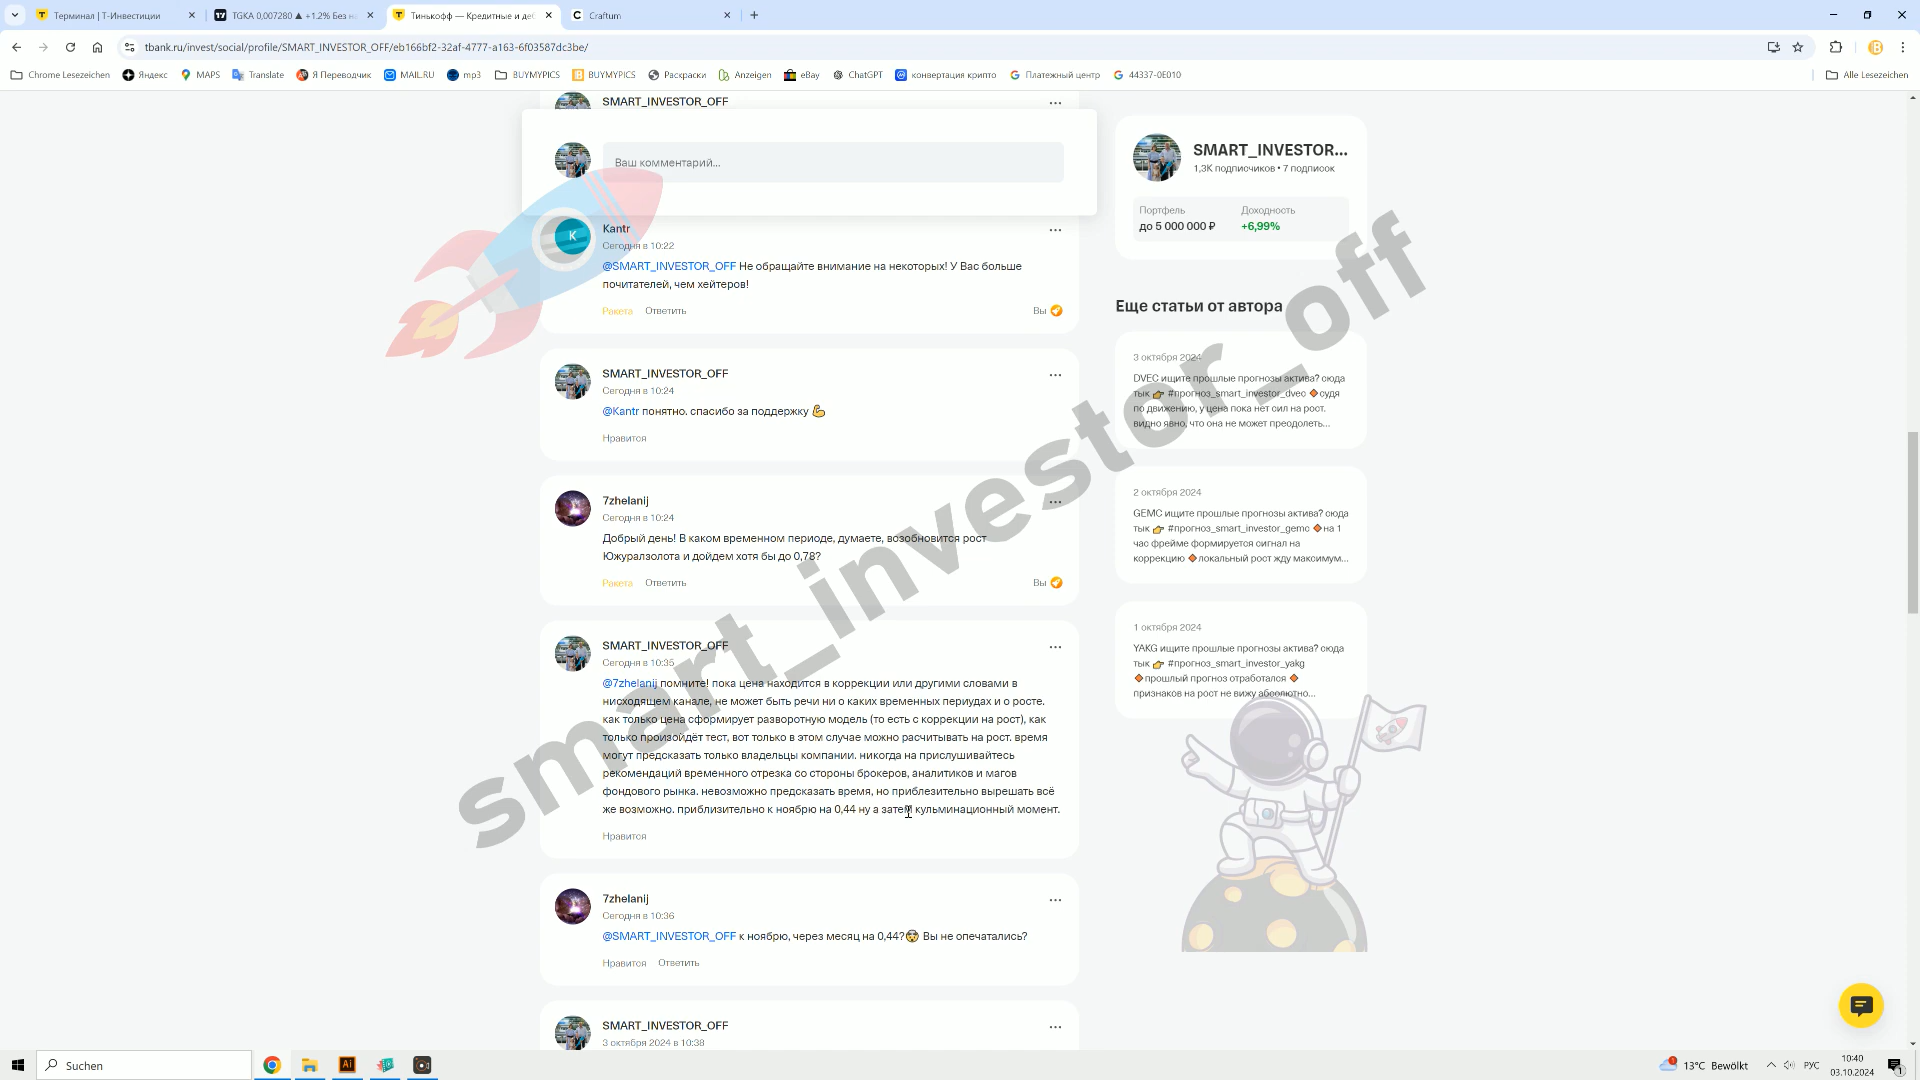 Терминал | Т-Инвестиции
TGKA 0,007280 ▲ +1.2% Без на
Тинькофф — Кредитные и деб
Craftum
tbank.ru/invest/social/profile/SMART_INVESTOR_OFF/eb166bf2-32af-4777-a163-6f03587dc3be/
Chrome Lesezeichen
Яндекс
MAPS
Translate
Я Переводчик
MAIL.RU
mp3
BUYMYPICS
BUYMYPICS
Раскраски
Anzeigen
eBay
ChatGPT
конвертация крипто
Платежный центр
44337-0E010
Alle Lesezeichen
SMART_INVESTOR_OFF
Ваш комментарий...
K
Kantr
Сегодня в 10:22
@SMART_INVESTOR_OFF Не обращайте внимание на некоторых! У Вас больше
почитателей, чем хейтеров!
Ракета Ответить
Вы
SMART_INVESTOR_OFF
Сегодня в 10:24
@Kantr понятно. спасибо за поддержку 💪
Нравится
7zhelanij
Сегодня в 10:24
Добрый день! В каком временном периоде, думаете, возобновится рост
Южуралзолота и дойдем хотя бы до 0,78?
Ракета Ответить
Вы
SMART_INVESTOR_OFF
Сегодня в 10:35
@7zhelanij помните! пока цена находится в коррекции или другими словами в
нисходящем канале, не может быть речи ни о каких временных периудах и о росте.
как только цена сформирует разворотную модель (то есть с коррекции на рост), как
только произойдёт тест, вот только в этом случае можно расчитывать на рост. время
могут предсказать только владельцы компании. никогда на прислушивайтесь
рекомендаций временного отрезка со стороны брокеров, аналитиков и магов
фондового рынка. невозможно предсказать время, но приблезительно вырешать всё
же возможно. приблизительно к ноябрю на 0,44 ну а затем кульминационный момент.
Нравится
7zhelanij
Сегодня в 10:36
@SMART_INVESTOR_OFF к ноябрю, через месяц на 0,44?🤯 Вы не опечатались?
Нравится Ответить
SMART_INVESTOR_OFF
3 октября 2024 в 10:38
SMART_INVESTOR...
1,3K подписчиков • 7 подписок
Портфель
до 5 000 000 ₽
Доходность
+6,99%
Еще статьи от автора
3 октября 2024
DVEC ищите прошлые прогнозы актива? сюда
тык 👉 #прогноз_smart_investor_dvec 🔸судя
по движению, у цена пока нет сил на рост.
видно явно, что она не может преодолеть...
2 октября 2024
GEMC ищите прошлые прогнозы актива? сюда
тык 👉 #прогноз_smart_investor_gemc 🔸на 1
час фрейме формируется сигнал на
коррекцию 🔸локальный рост жду максимум...
1 октября 2024
YAKG ищите прошлые прогнозы актива? сюда
тык 👉 #прогноз_smart_investor_yakg
🔸прошлый прогноз отработался 🔸
признаков на рост не вижу абсолютно...
smart_investor_off
Suchen
Ai
13°C Bewölkt
РУС
10:40
03.10.2024
1